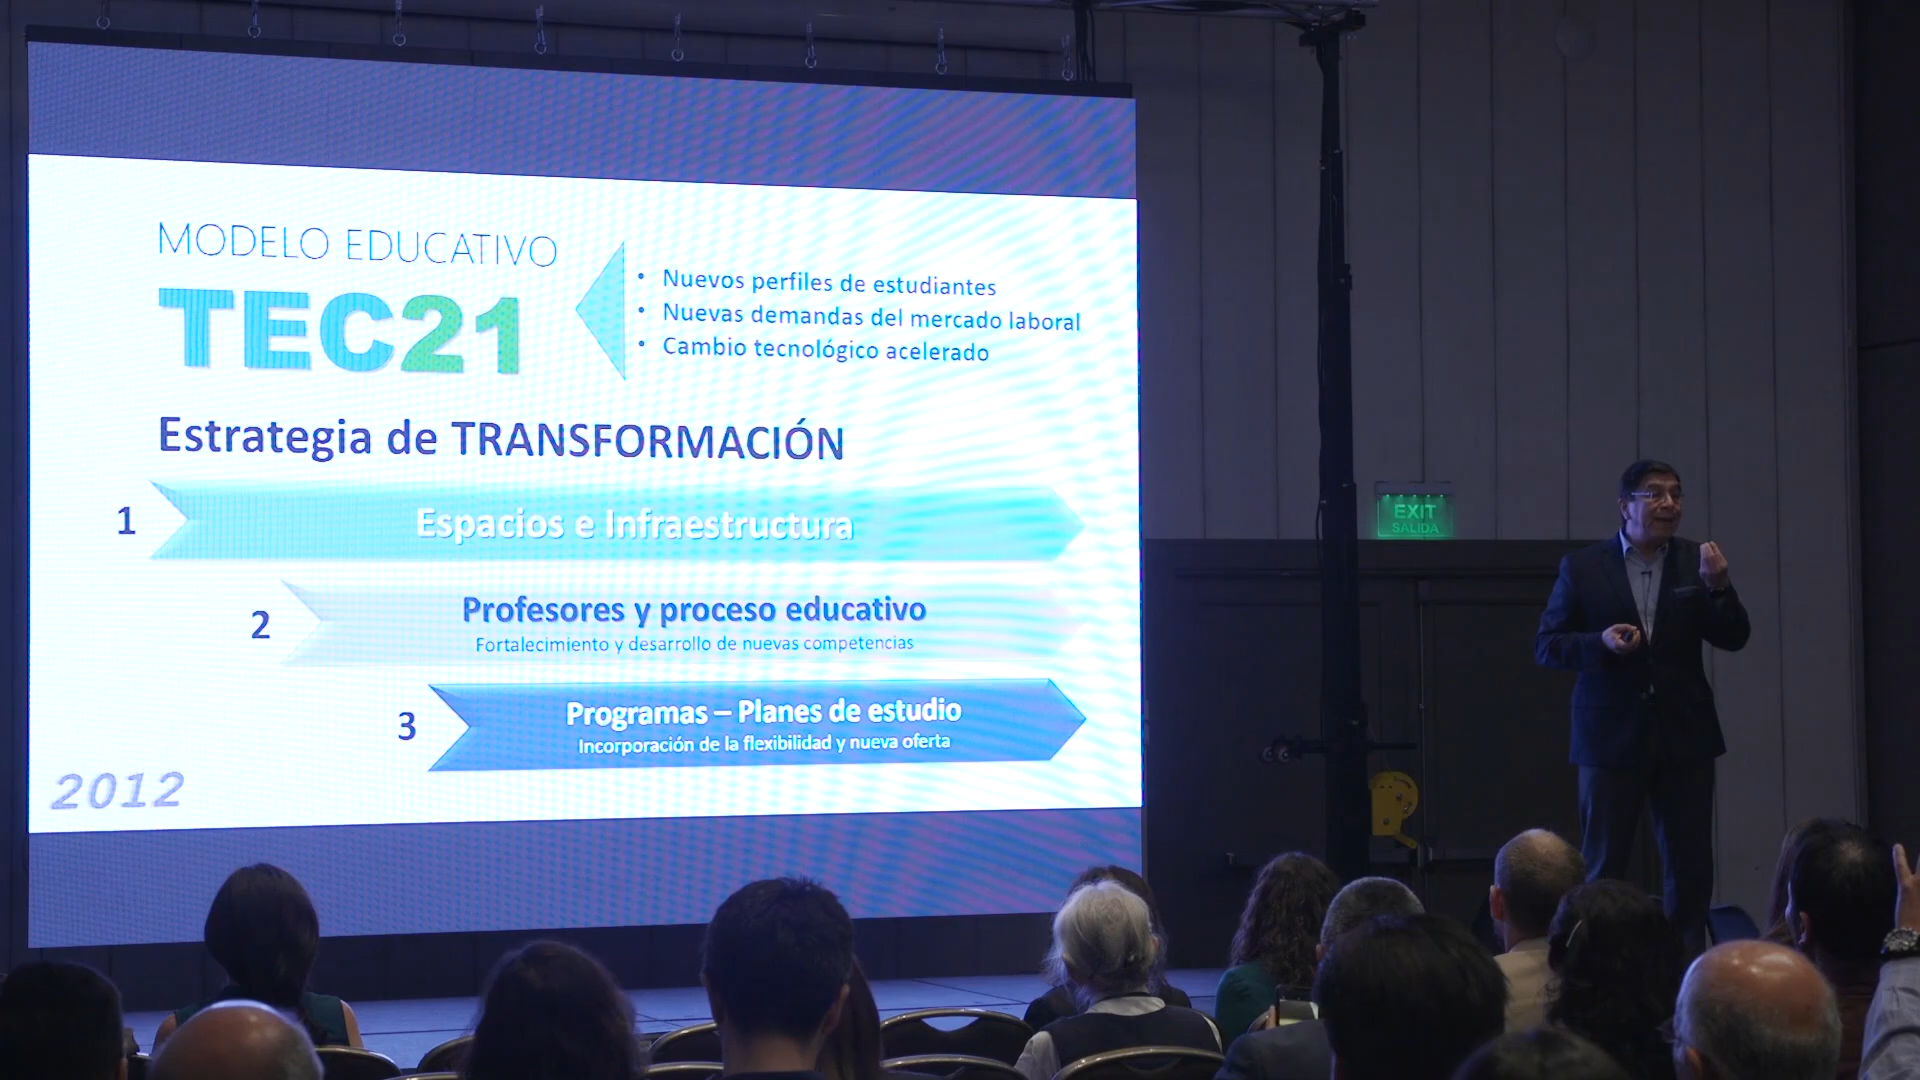 MODELO EDUCATIVO
TEC21
• Nuevos perfiles de estudiantes
• Nuevas demandas del mercado laboral
• Cambio tecnológico acelerado
Estrategia de TRANSFORMACIÓN
1
Espacios e Infraestructura
2
Profesores y proceso educativo
Fortalecimiento y desarrollo de nuevas competencias
3
Programas – Planes de estudio
Incorporación de la flexibilidad y nueva oferta
2012
EXIT
SALIDA